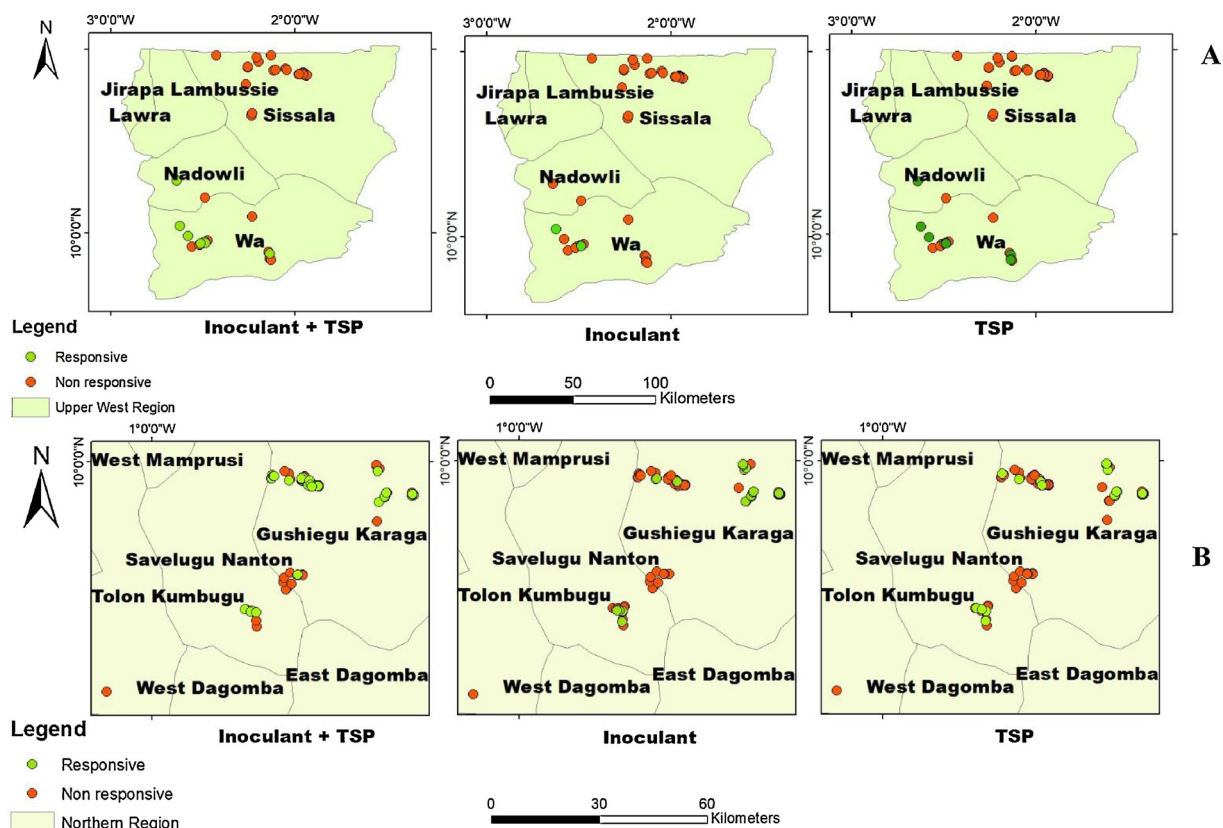 3°0'0"W
2°0'0"W
3°0'0"W
2°0'0"W
3°0'0"W
2°0'0"W
N
A
Jirapa Lambussie
Lawra
Sissala
Nadowli
Wa
10°0'0"N
Jirapa Lambussie
Lawra
Sissala
Nadowli
Wa
10°0'0"N
Jirapa Lambussie
Lawra
Sissala
Nadowli
Wa
10°0'0"N
Inoculant + TSP
Inoculant
TSP
Legend
Responsive
Non responsive
Upper West Region
0
50
100
Kilometers
1°0'0"W
1°0'0"W
1°0'0"W
N
B
10°0'0"N
West Mamprusi
Gushiegu Karaga
Savelugu Nanton
Tolon Kumbugu
East Dagomba
West Dagomba
10°0'0"N
West Mamprusi
Gushiegu Karaga
Savelugu Nanton
Tolon Kumbugu
East Dagomba
West Dagomba
10°0'0"N
West Mamprusi
Gushiegu Karaga
Savelugu Nanton
Tolon Kumbugu
East Dagomba
West Dagomba
Inoculant + TSP
Inoculant
TSP
Legend
Responsive
Non responsive
Northern Region
0
30
60
Kilometers